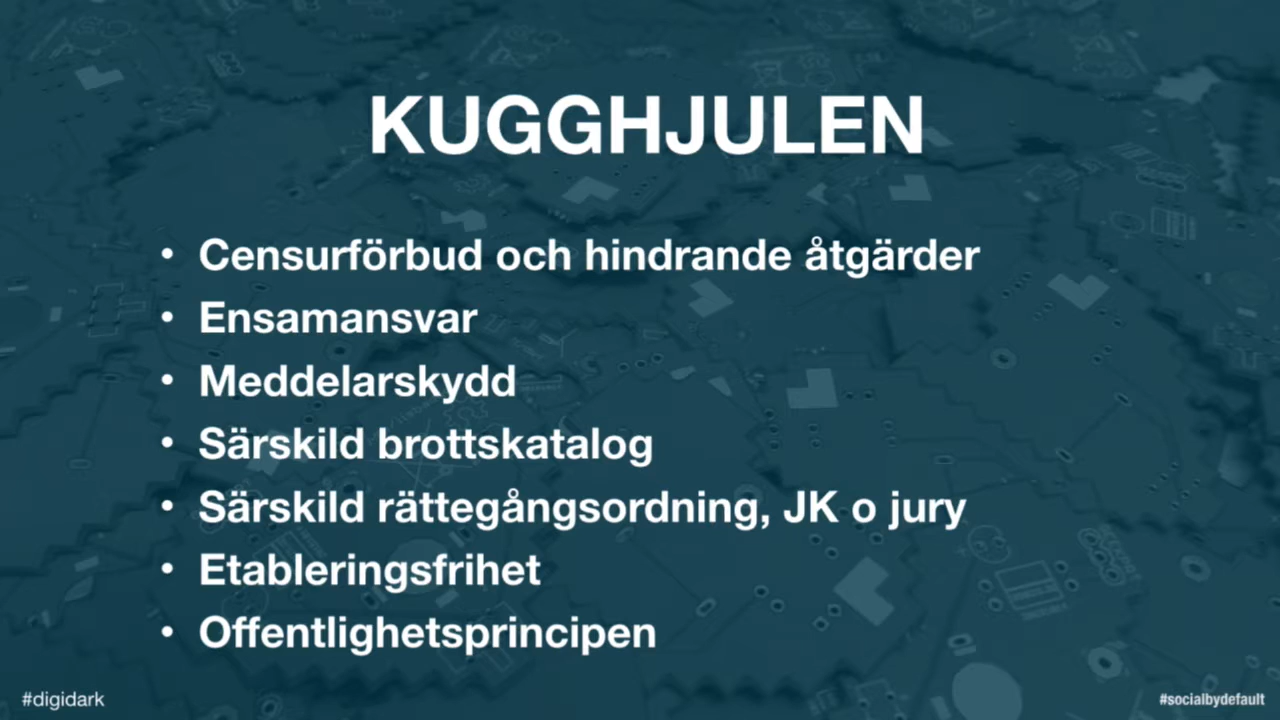 KUGGHJULEN
• Censurförbud och hindrande åtgärder
• Ensamansvar
• Meddelarskydd
• Särskild brottskatalog
• Särskild rättegångsordning, JK o jury
• Etableringsfrihet
• Offentlighetsprincipen
#digidark
#socialbydefault